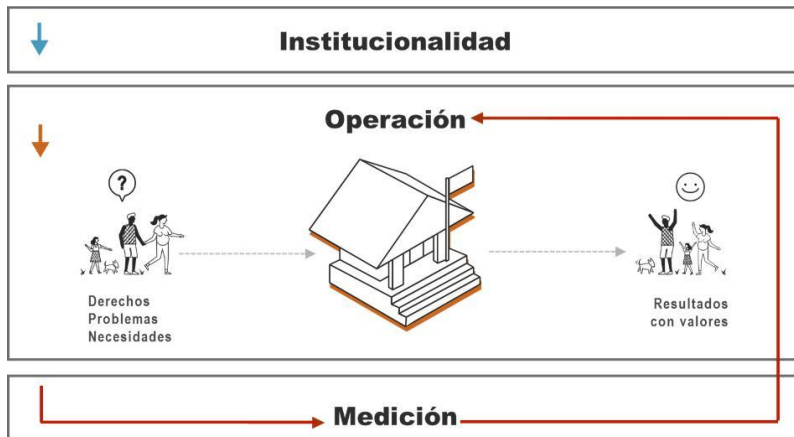 Institucionalidad
Operación
?
Derechos
Problemas
Necesidades
Resultados
con valores
Medición